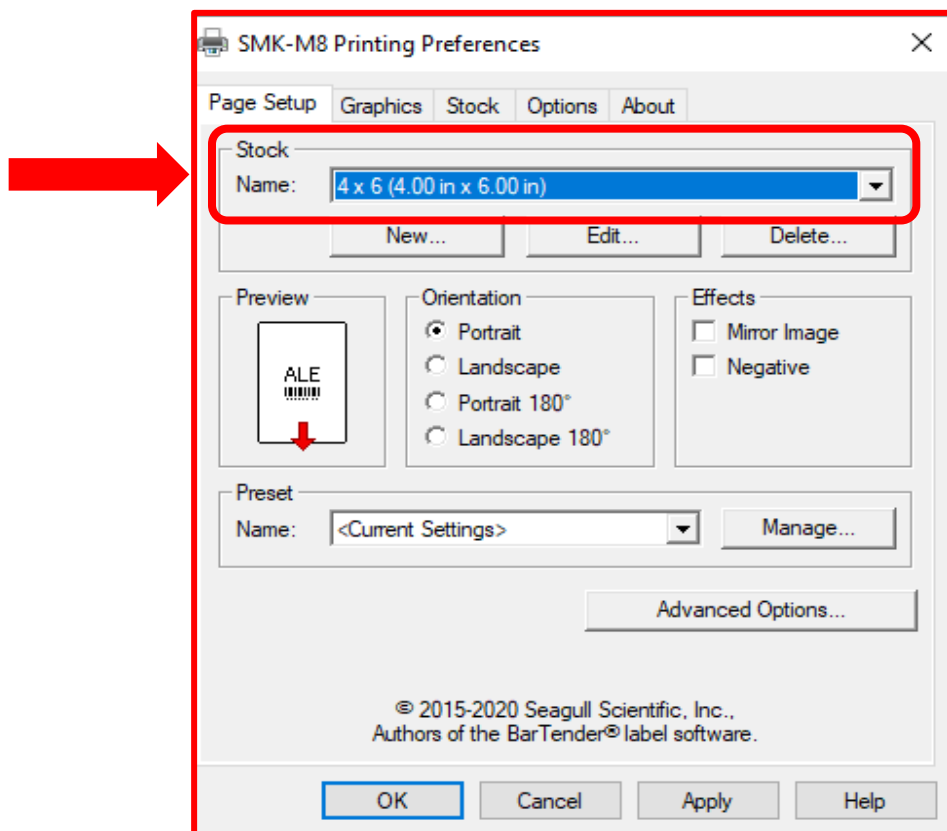 SMK-M8 Printing Preferences
Page Setup Graphics Stock Options About
Stock
Name: 4 x 6 (4.00 in x 6.00 in)
New... Edit... Delete...
Preview
ALE
Orientation
Portrait
Landscape
Portrait 180°
Landscape 180°
Effects
Mirror Image
Negative
Preset
Name: <Current Settings> Manage...
Advanced Options...
© 2015-2020 Seagull Scientific, Inc.,
Authors of the BarTender® label software.
OK Cancel Apply Help